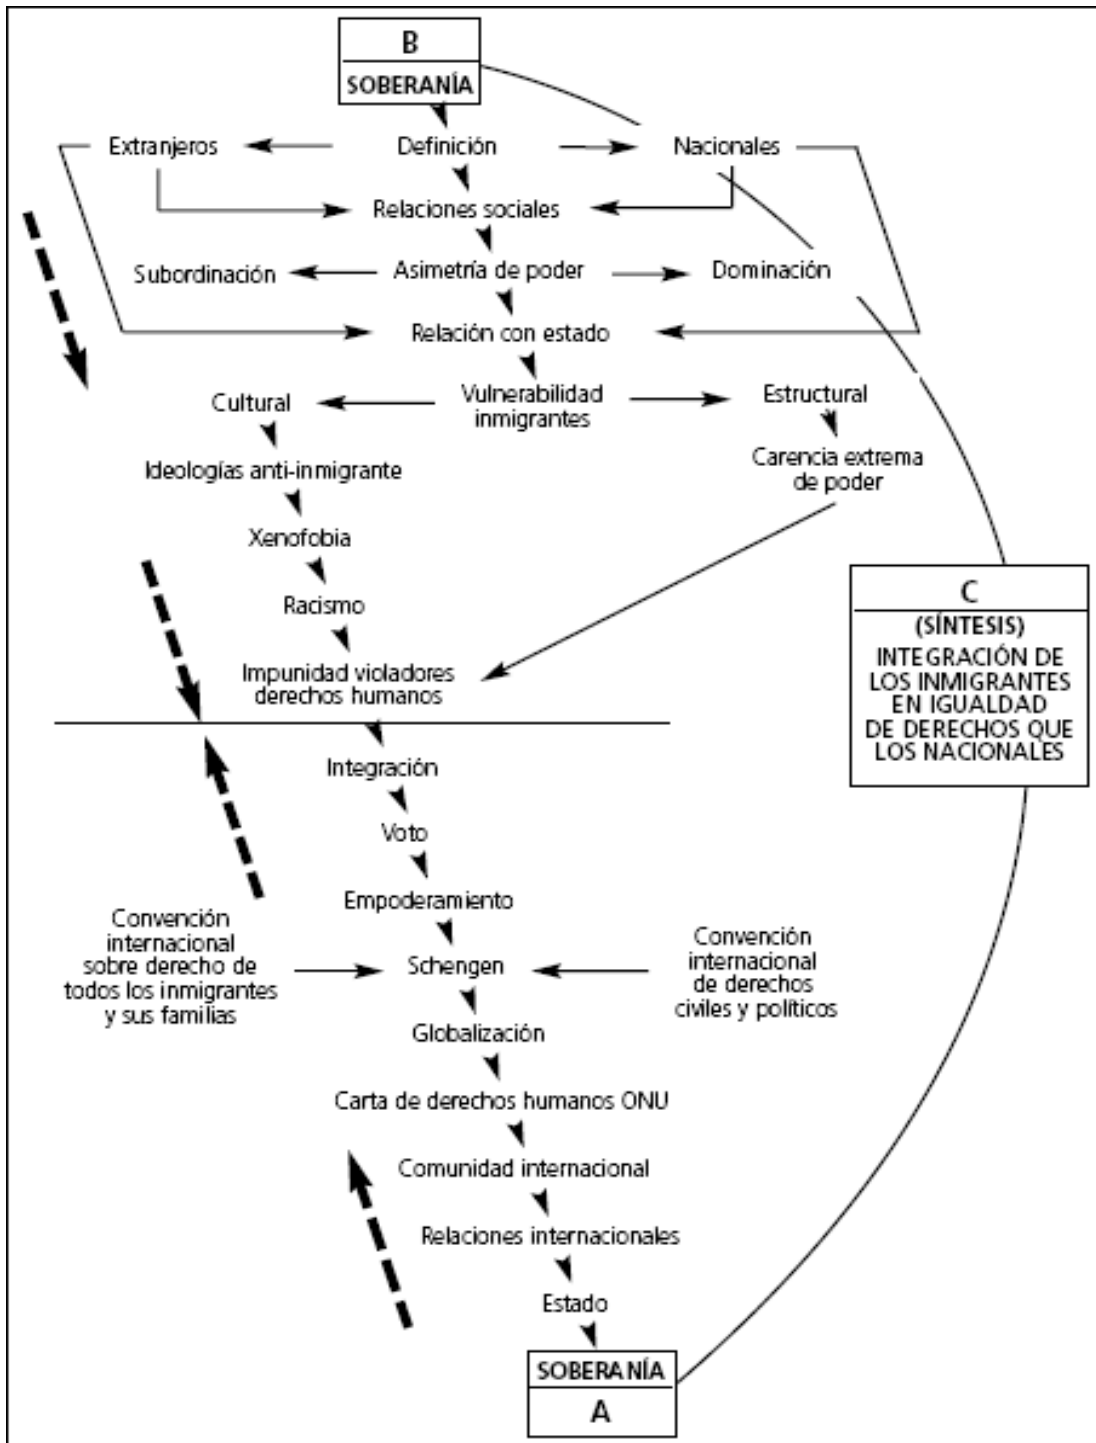 B
SOBERANÍA
Extranjeros
Definición
Nacionales
Relaciones sociales
Subordinación
Asimetría de poder
Dominación
Relación con estado
Cultural
Vulnerabilidad
inmigrantes
Estructural
Ideologías anti-inmigrante
Carencia extrema
de poder
Xenofobia
Racismo
Impunidad violadores
derechos humanos
C
(SÍNTESIS)
INTEGRACIÓN DE
LOS INMIGRANTES
EN IGUALDAD
DE DERECHOS QUE
LOS NACIONALES
Integración
Voto
Empoderamiento
Convención
internacional
sobre derecho de
todos los inmigrantes
y sus familias
Schengen
Convención
internacional
de derechos
civiles y políticos
Globalización
Carta de derechos humanos ONU
Comunidad internacional
Relaciones internacionales
Estado
SOBERANÍA
A